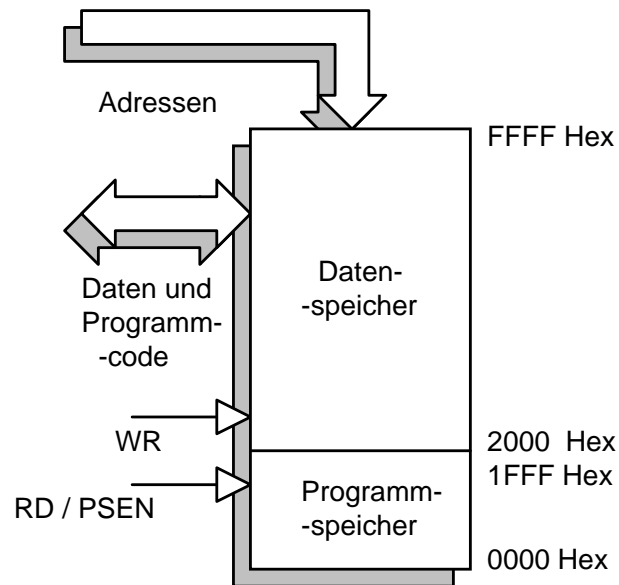 Adressen
FFFF Hex
Daten und
Programm-
-code
Daten-
-speicher
WR
RD / PSEN
2000 Hex
1FFF Hex
Programm-
-speicher
0000 Hex